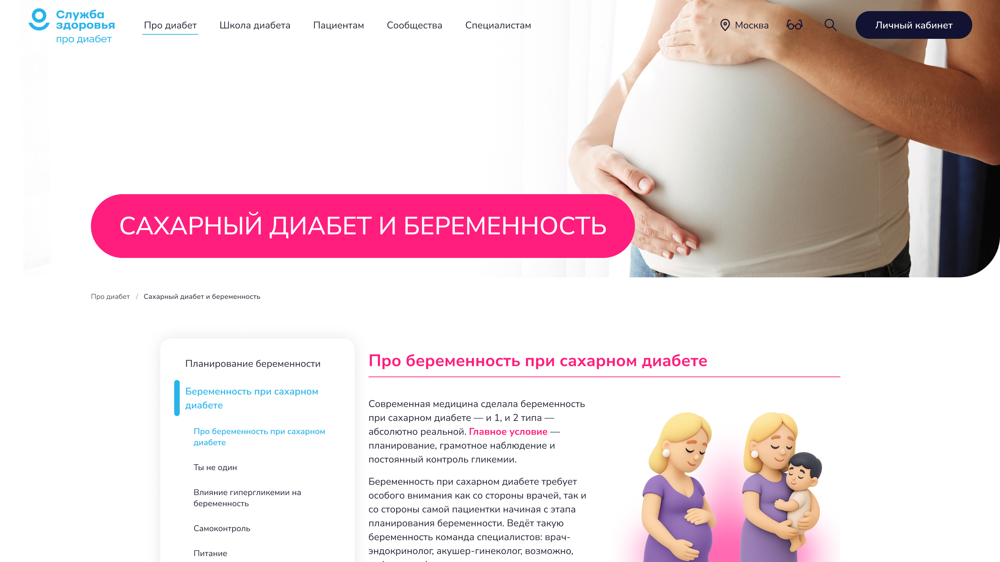 Служба
здоровья
про диабет
Про диабет
Школа диабета
Пациентам
Сообщества
Специалистам
Москва
Личный кабинет
САХАРНЫЙ ДИАБЕТ И БЕРЕМЕННОСТЬ
Про диабет / Сахарный диабет и беременность
Планирование беременности
Беременность при сахарном
диабете
Про беременность при сахарном
диабете
Ты не один
Влияние гипергликемии на
беременность
Самоконтроль
Питание
Про беременность при сахарном диабете
Современная медицина сделала беременность
при сахарном диабете — и 1, и 2 типа —
абсолютно реальной. Главное условие —
планирование, грамотное наблюдение и
постоянный контроль гликемии.
Беременность при сахарном диабете требует
особого внимания как со стороны врачей, так и
со стороны самой пациентки начиная с этапа
планирования беременности. Ведёт такую
беременность команда специалистов: врач-
эндокринолог, акушер-гинеколог, возможно,